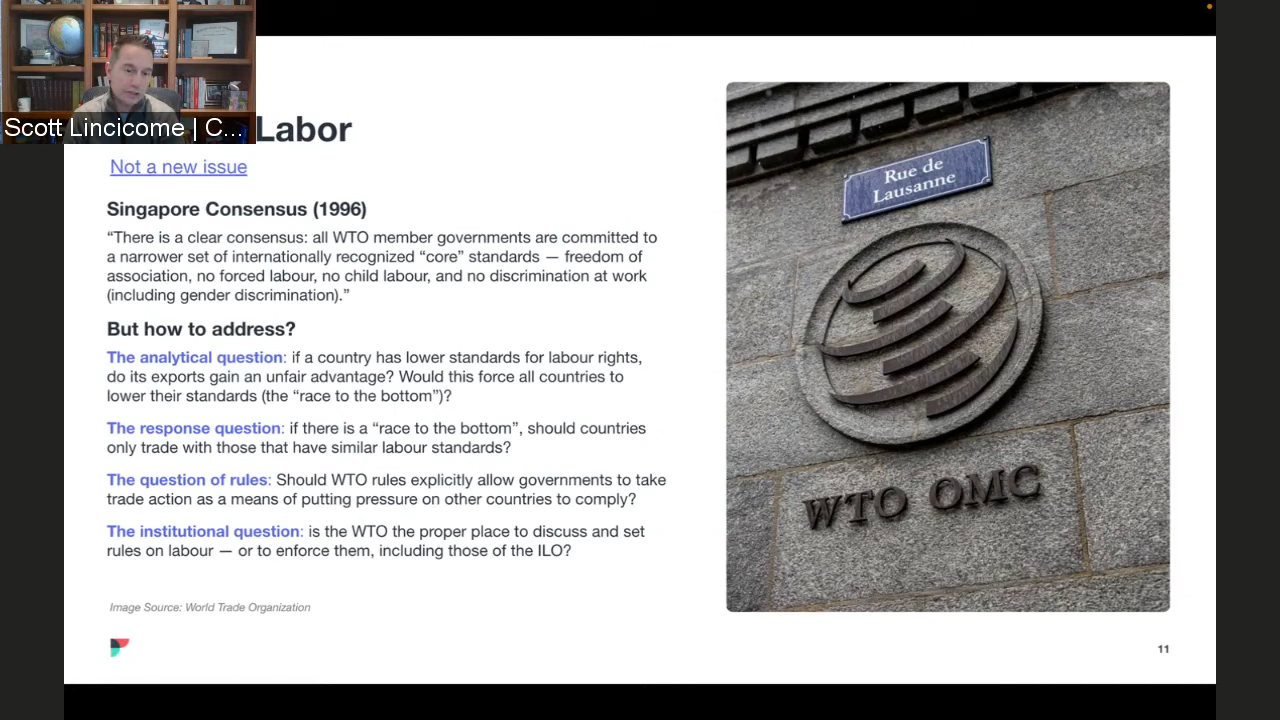 Scott Lincicome | C...
Labor
Not a new issue
Singapore Consensus (1996)
“There is a clear consensus: all WTO member governments are committed to
a narrower set of internationally recognized “core” standards — freedom of
association, no forced labour, no child labour, and no discrimination at work
(including gender discrimination).”
But how to address?
The analytical question: if a country has lower standards for labour rights,
do its exports gain an unfair advantage? Would this force all countries to
lower their standards (the “race to the bottom”)?
The response question: if there is a “race to the bottom”, should countries
only trade with those that have similar labour standards?
The question of rules: Should WTO rules explicitly allow governments to take
trade action as a means of putting pressure on other countries to comply?
The institutional question: is the WTO the proper place to discuss and set
rules on labour — or to enforce them, including those of the ILO?
Image Source: World Trade Organization
11
Rue de
Lausanne
WTO OMC